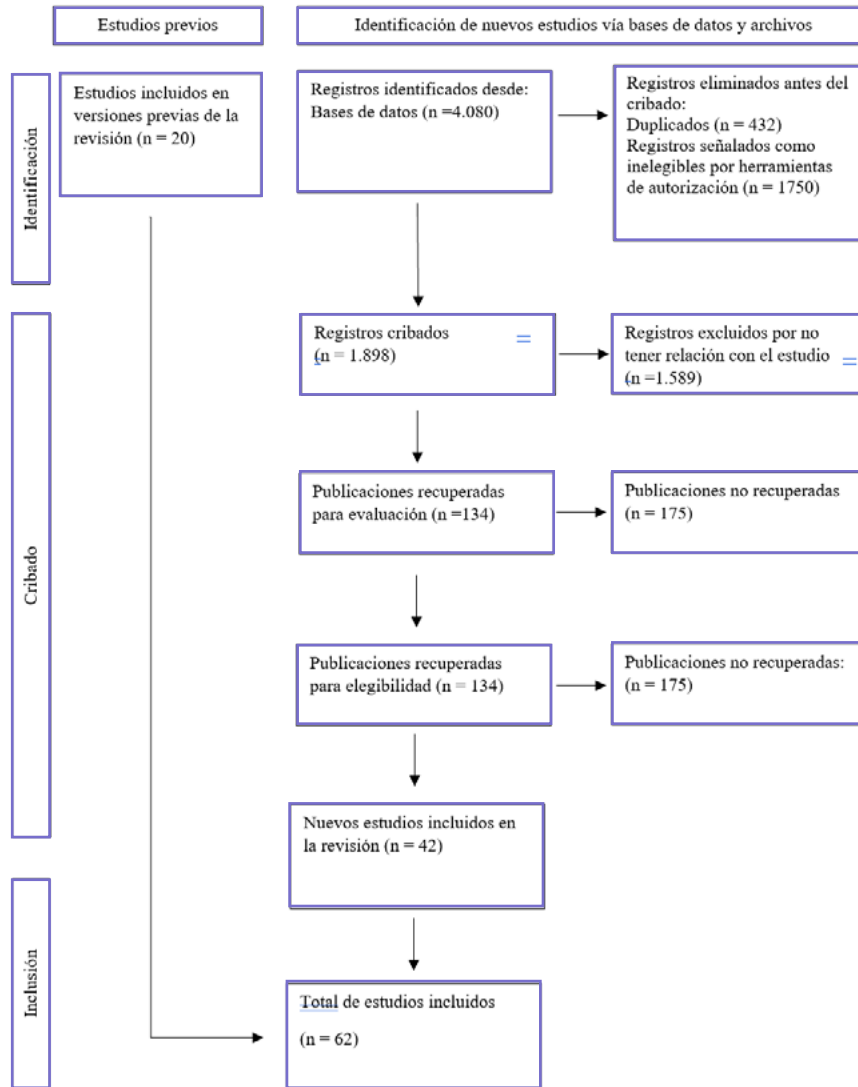 Estudios previos
Identificación de nuevos estudios vía bases de datos y archivos
Identificación
Estudios incluidos en
versiones previas de la
revisión (n = 20)
Registros identificados desde:
Bases de datos (n =4.080)
Registros eliminados antes del
cribado:
Duplicados (n = 432)
Registros señalados como
inelegibles por herramientas
de autorización (n = 1750)
Cribado
Registros cribados
(n = 1.898)
Registros excluidos por no
tener relación con el estudio
(n =1.589)
Publicaciones recuperadas
para evaluación (n =134)
Publicaciones no recuperadas
(n = 175)
Publicaciones recuperadas
para elegibilidad (n = 134)
Publicaciones no recuperadas:
(n = 175)
Nuevos estudios incluidos en
la revisión (n = 42)
Inclusión
Total de estudios incluidos
(n = 62)